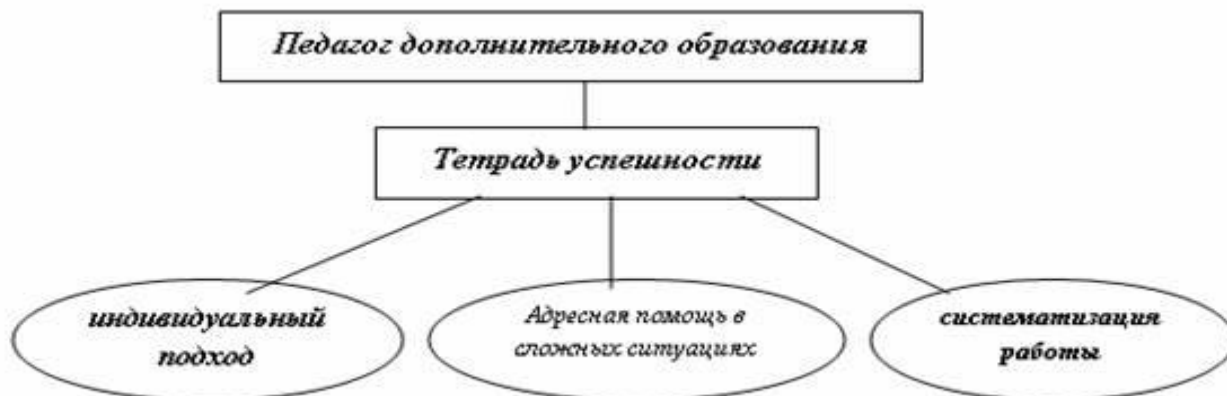 Педагог дополнительного образования
Тетрадь успешности
индивидуальный
подход
Адресная помощь в
сложных ситуациях
систематизация
работы